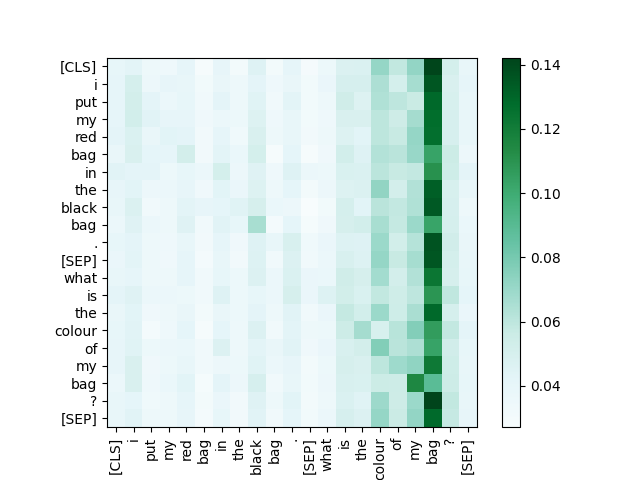 [CLS]
i
put
my
red
bag
in
the
black
bag
.
[SEP]
what
is
the
colour
of
my
bag
?
[SEP]
[CLS]
i
put
my
red
bag
in
the
black
bag
.
[SEP]
what
is
the
colour
of
my
bag
?
[SEP]
0.14
0.12
0.10
0.08
0.06
0.04